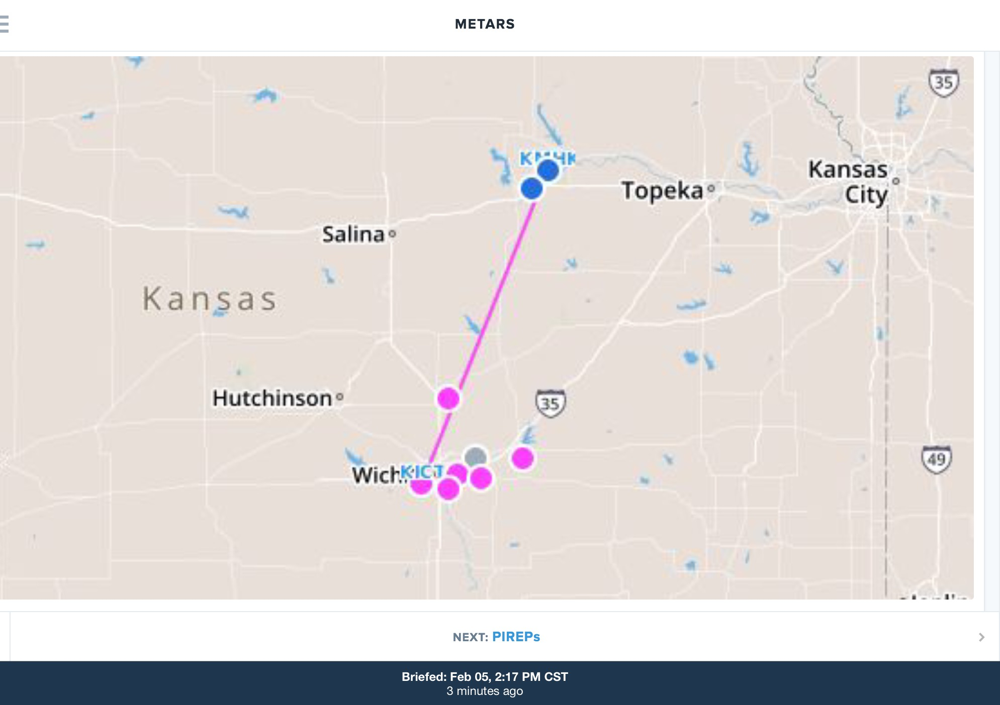 METARS
35
KMHK
Kansas
City
Topeka
Salina
Kansas
Hutchinson
35
49
KICT
NEXT: PIREPs
Briefed: Feb 05, 2:17 PM CST
3 minutes ago